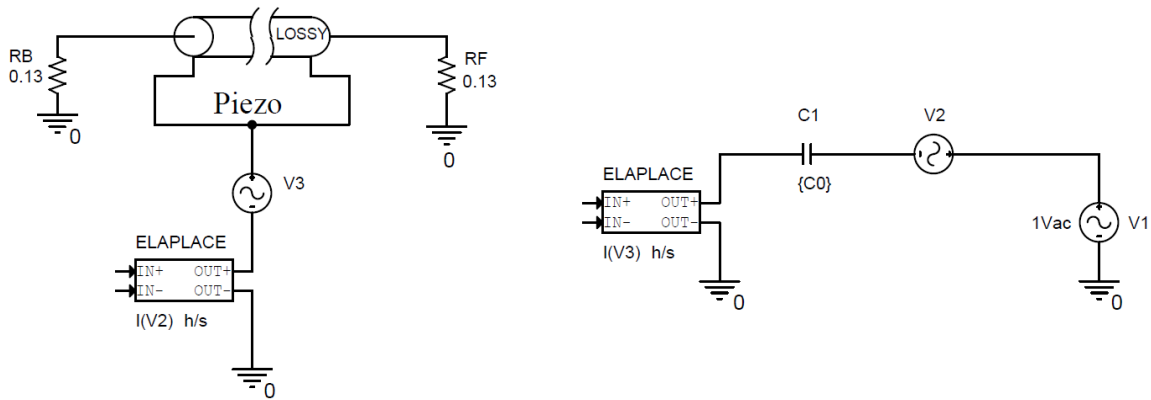 LOSSY
RB
0.13
RF
0.13
Piezo
0
0
V3
ELAPLACE
IN+ OUT+
IN- OUT-
I(V2) h/s
0
C1
V2
{C0}
ELAPLACE
IN+ OUT+
IN- OUT-
I(V3) h/s
1Vac
V1
0
0